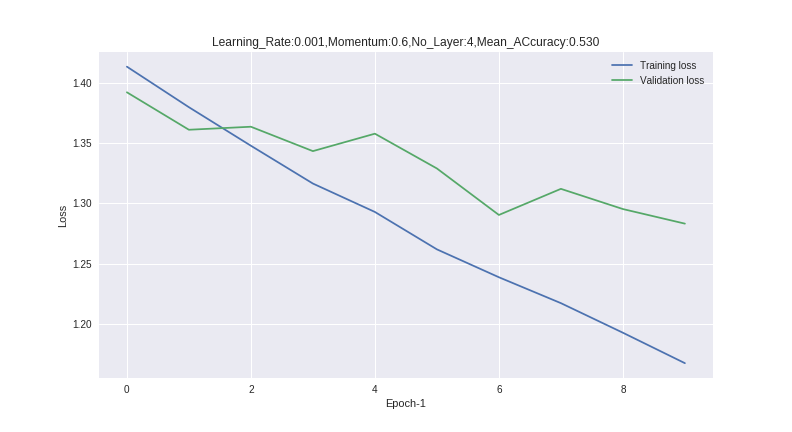 Learning_Rate:0.001,Momentum:0.6,No_Layer:4,Mean_ACcuracy:0.530
Training loss
Validation loss
1.40
1.35
1.30
1.25
1.20
Loss
0 2 4 6 8
Epoch-1